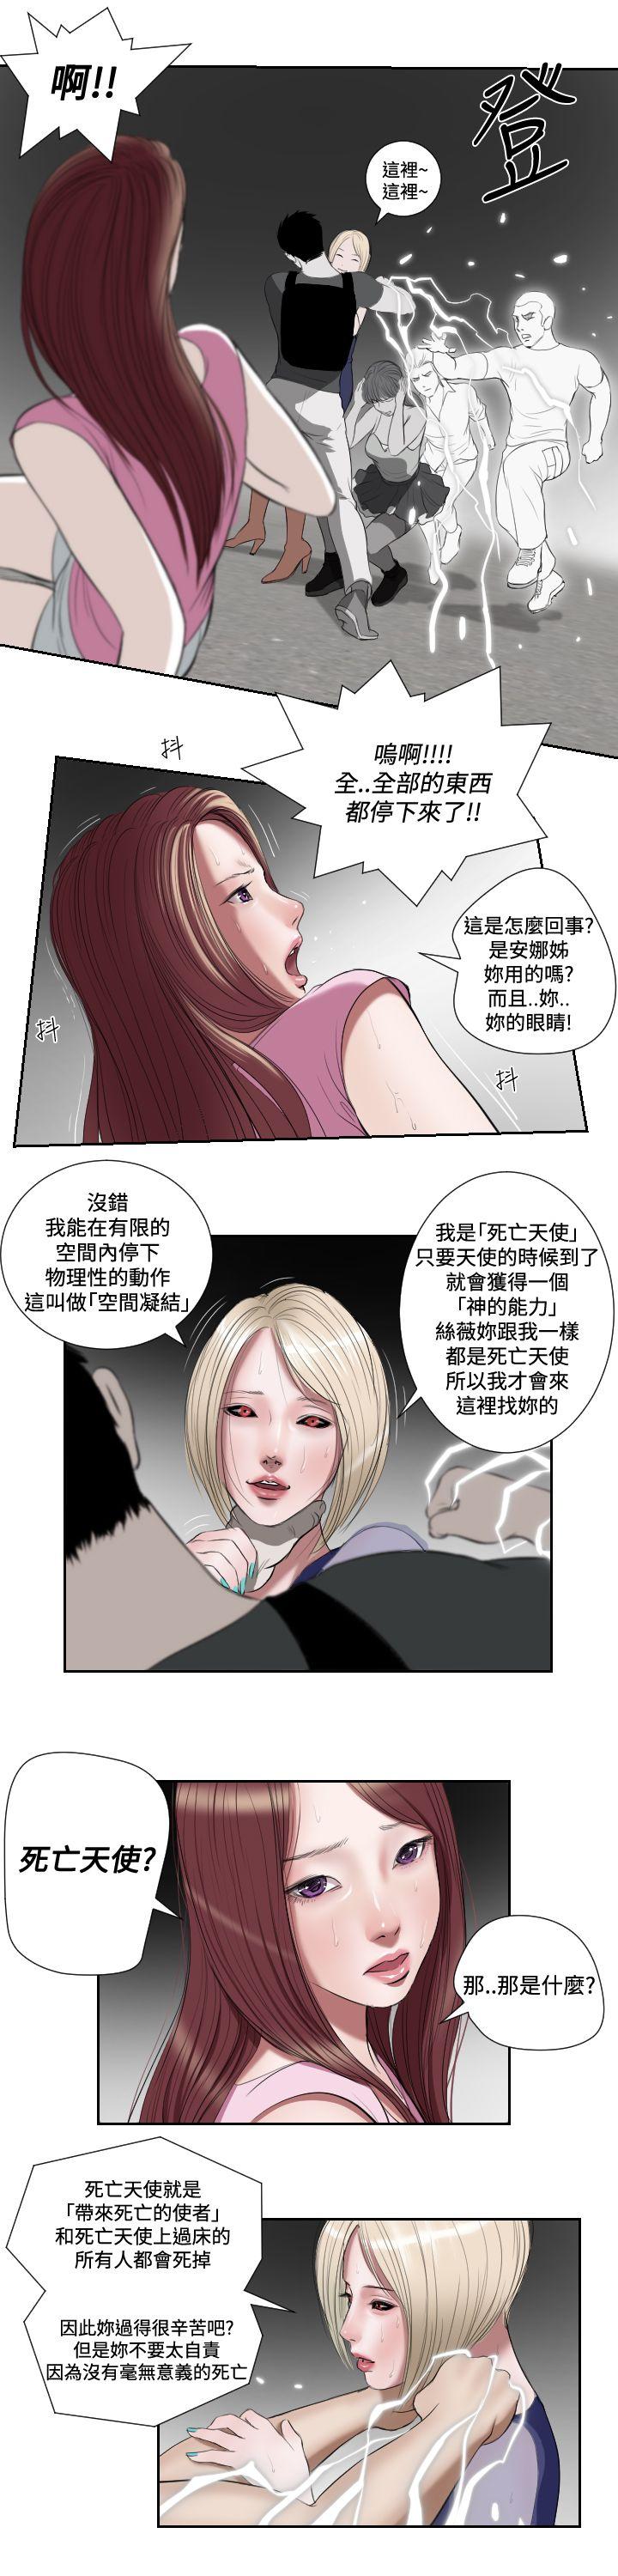 啊!!
登
這裡~
這裡~
抖
嗚啊!!!!
全..全部的東西
都停下來了!!
這是怎麼回事?
是安娜姊
妳用的嗎?
而且..妳..
妳的眼睛!
抖
抖
沒錯
我能在有限的
空間內停下
物理性的動作
這叫做「空間凝結」
我是「死亡天使」
只要天使的時候到了
就會獲得一個
「神的能力」
絲薇妳跟我一樣
都是死亡天使
所以我才會來
這裡找妳的
死亡天使?
那..那是什麼?
死亡天使就是
「帶來死亡的使者」
和死亡天使上過床的
所有人都會死掉
因此妳過得很辛苦吧?
但是妳不要太自責
因為沒有毫無意義的死亡